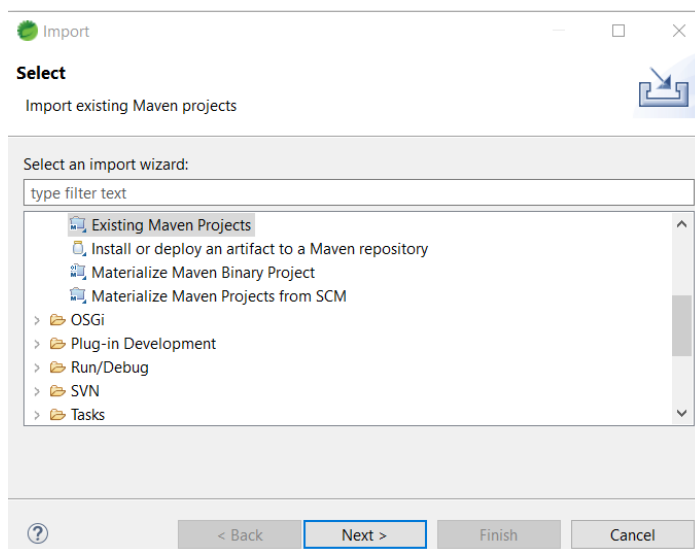 Import
Select
Import existing Maven projects
Select an import wizard:
type filter text
Existing Maven Projects
Install or deploy an artifact to a Maven repository
Materialize Maven Binary Project
Materialize Maven Projects from SCM
> OSGi
> Plug-in Development
> Run/Debug
> SVN
> Tasks
?
< Back
Next >
Finish
Cancel